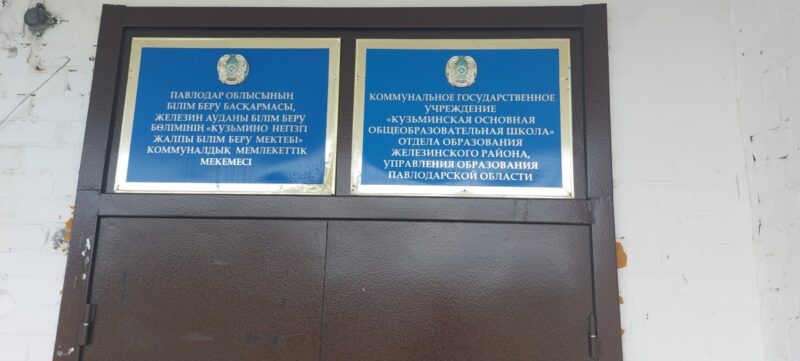 ПАВЛОДАР ОБЛЫСЫНЫҢ
БІЛІМ БЕРУ БАСҚАРМАСЫ,
ЖЕЛЕЗИН АУДАНЫ БІЛІМ БЕРУ
БӨЛІМІНІҢ «КУЗЬМИНО НЕГІЗГІ
ЖАЛПЫ БІЛІМ БЕРУ МЕКТЕБІ»
КОММУНАЛДЫҚ МЕМЛЕКЕТТІК
МЕКЕМЕСІ
КОММУНАЛЬНОЕ ГОСУДАРСТВЕННОЕ
УЧРЕЖДЕНИЕ
«КУЗЬМИНСКАЯ ОСНОВНАЯ
ОБЩЕОБРАЗОВАТЕЛЬНАЯ ШКОЛА»
ОТДЕЛА ОБРАЗОВАНИЯ
ЖЕЛЕЗИНСКОГО РАЙОНА,
УПРАВЛЕНИЯ ОБРАЗОВАНИЯ
ПАВЛОДАРСКОЙ ОБЛАСТИ